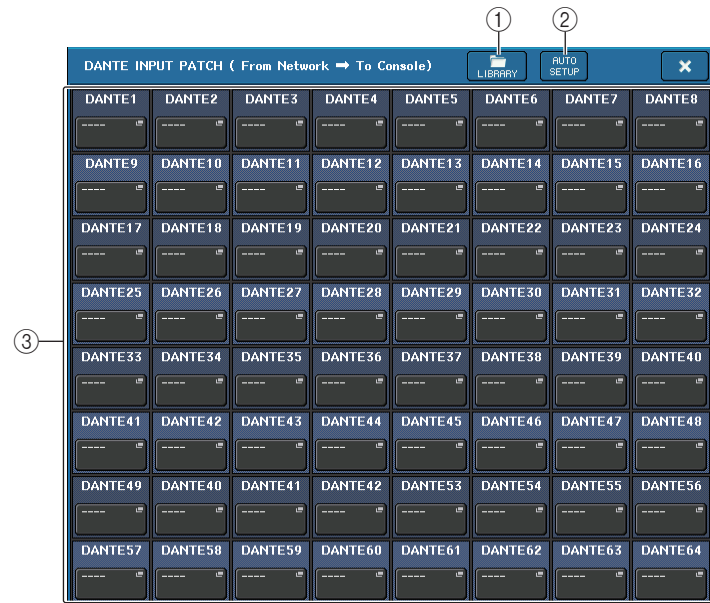 ① ②
DANTE INPUT PATCH ( From Network ➡ To Console) LIBRARY AUTO SETUP ×
DANTE1 DANTE2 DANTE3 DANTE4 DANTE5 DANTE6 DANTE7 DANTE8
---- ---- ---- ---- ---- ---- ---- ----
DANTE9 DANTE10 DANTE11 DANTE12 DANTE13 DANTE14 DANTE15 DANTE16
---- ---- ---- ---- ---- ---- ---- ----
DANTE17 DANTE18 DANTE19 DANTE20 DANTE21 DANTE22 DANTE23 DANTE24
---- ---- ---- ---- ---- ---- ---- ----
DANTE25 DANTE26 DANTE27 DANTE28 DANTE29 DANTE30 DANTE31 DANTE32
③ ---- ---- ---- ---- ---- ---- ---- ----
DANTE33 DANTE34 DANTE35 DANTE36 DANTE37 DANTE38 DANTE39 DANTE40
---- ---- ---- ---- ---- ---- ---- ----
DANTE41 DANTE42 DANTE43 DANTE44 DANTE45 DANTE46 DANTE47 DANTE48
---- ---- ---- ---- ---- ---- ---- ----
DANTE49 DANTE40 DANTE41 DANTE42 DANTE53 DANTE54 DANTE55 DANTE56
---- ---- ---- ---- ---- ---- ---- ----
DANTE57 DANTE58 DANTE59 DANTE60 DANTE61 DANTE62 DANTE63 DANTE64
---- ---- ---- ---- ---- ---- ---- ----